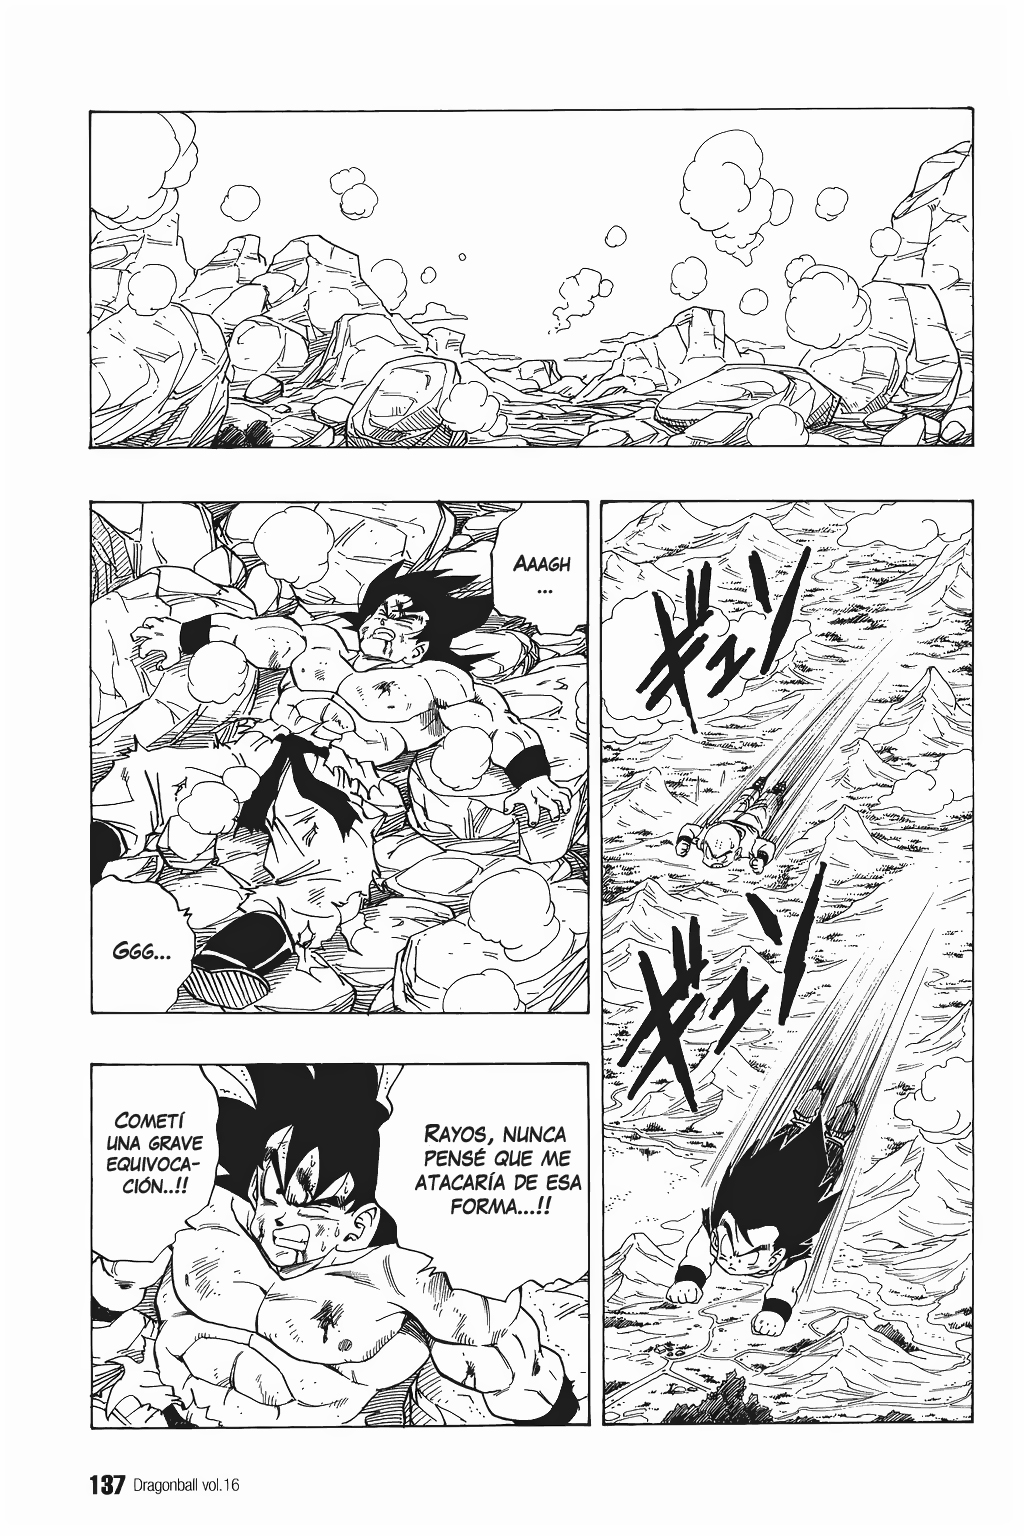 ギュン
ギュン
AAAGH
...
GGG...
RAYOS, NUNCA
PENSÉ QUE ME
ATACARÍA DE ESA
FORMA...!!
COMETÍ
UNA GRAVE
EQUIVOCA-
CIÓN..!!
137 Dragonball vol.16